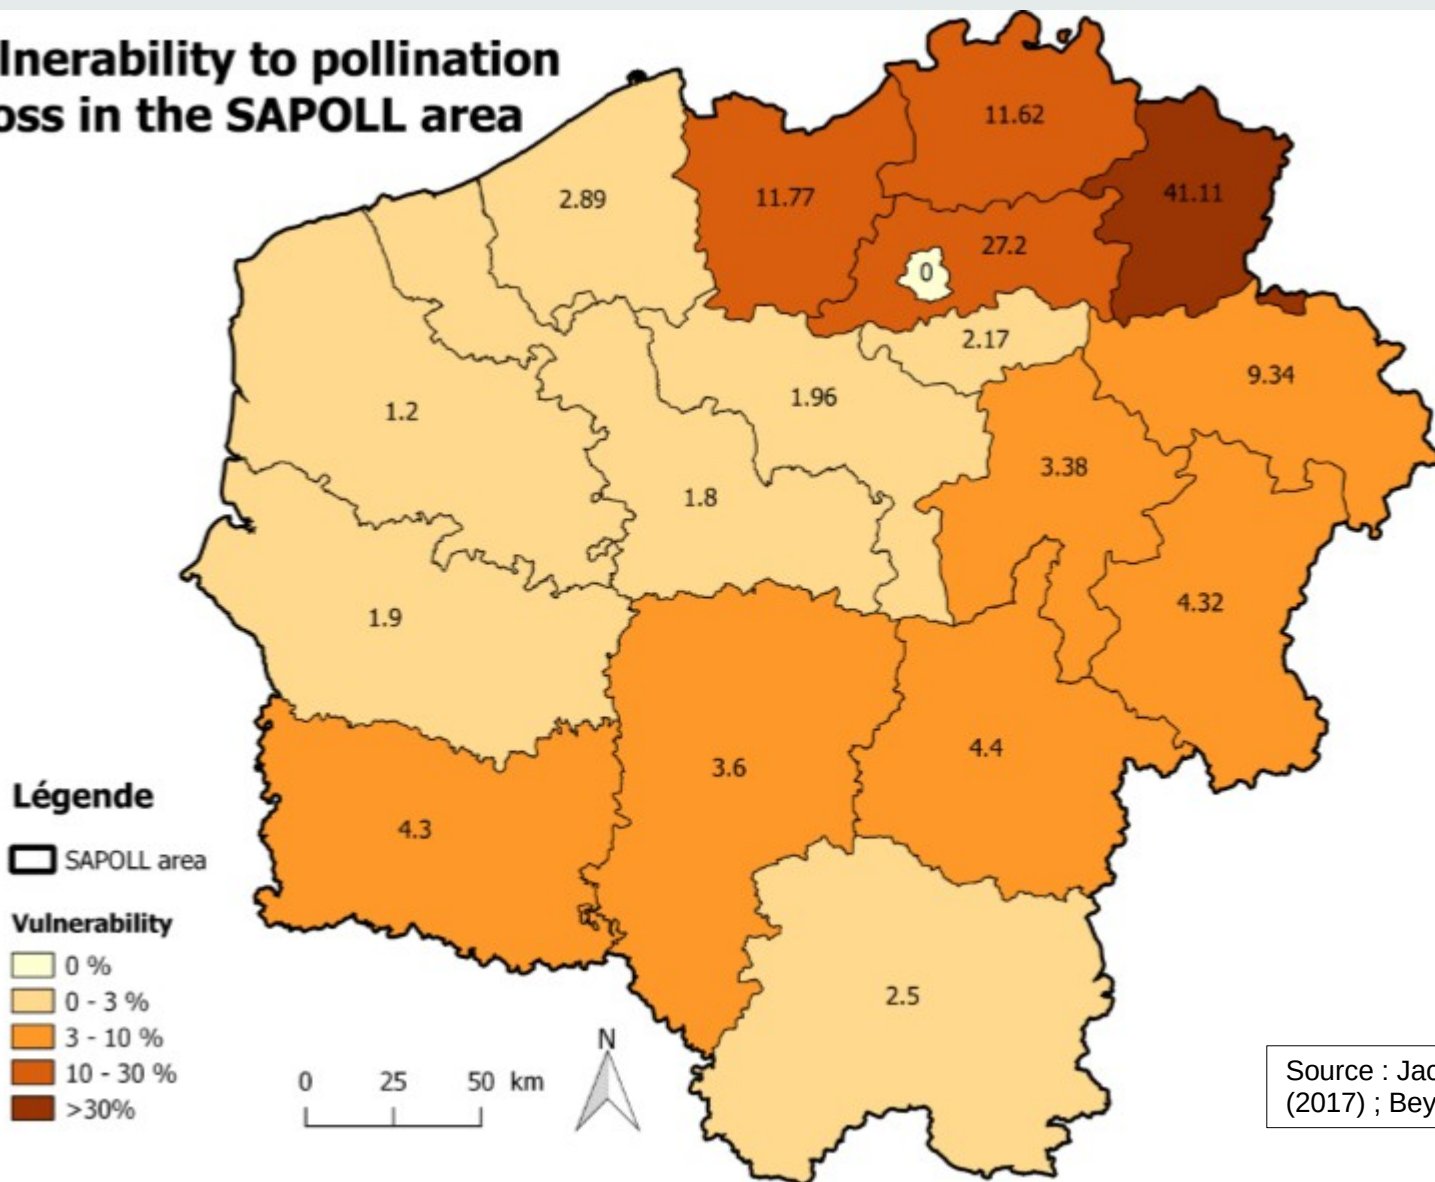 lnerability to pollination
oss in the SAPOLL area
11.62
2.89
11.77
41.11
27.2
0
2.17
9.34
1.96
1.2
3.38
1.8
4.32
1.9
4.4
3.6
4.3
2.5
Légende
SAPOLL area
Vulnerability
0 %
0 - 3 %
3 - 10 %
10 - 30 %
>30%
0 25 50 km
N
Source : Jac
(2017) ; Bey